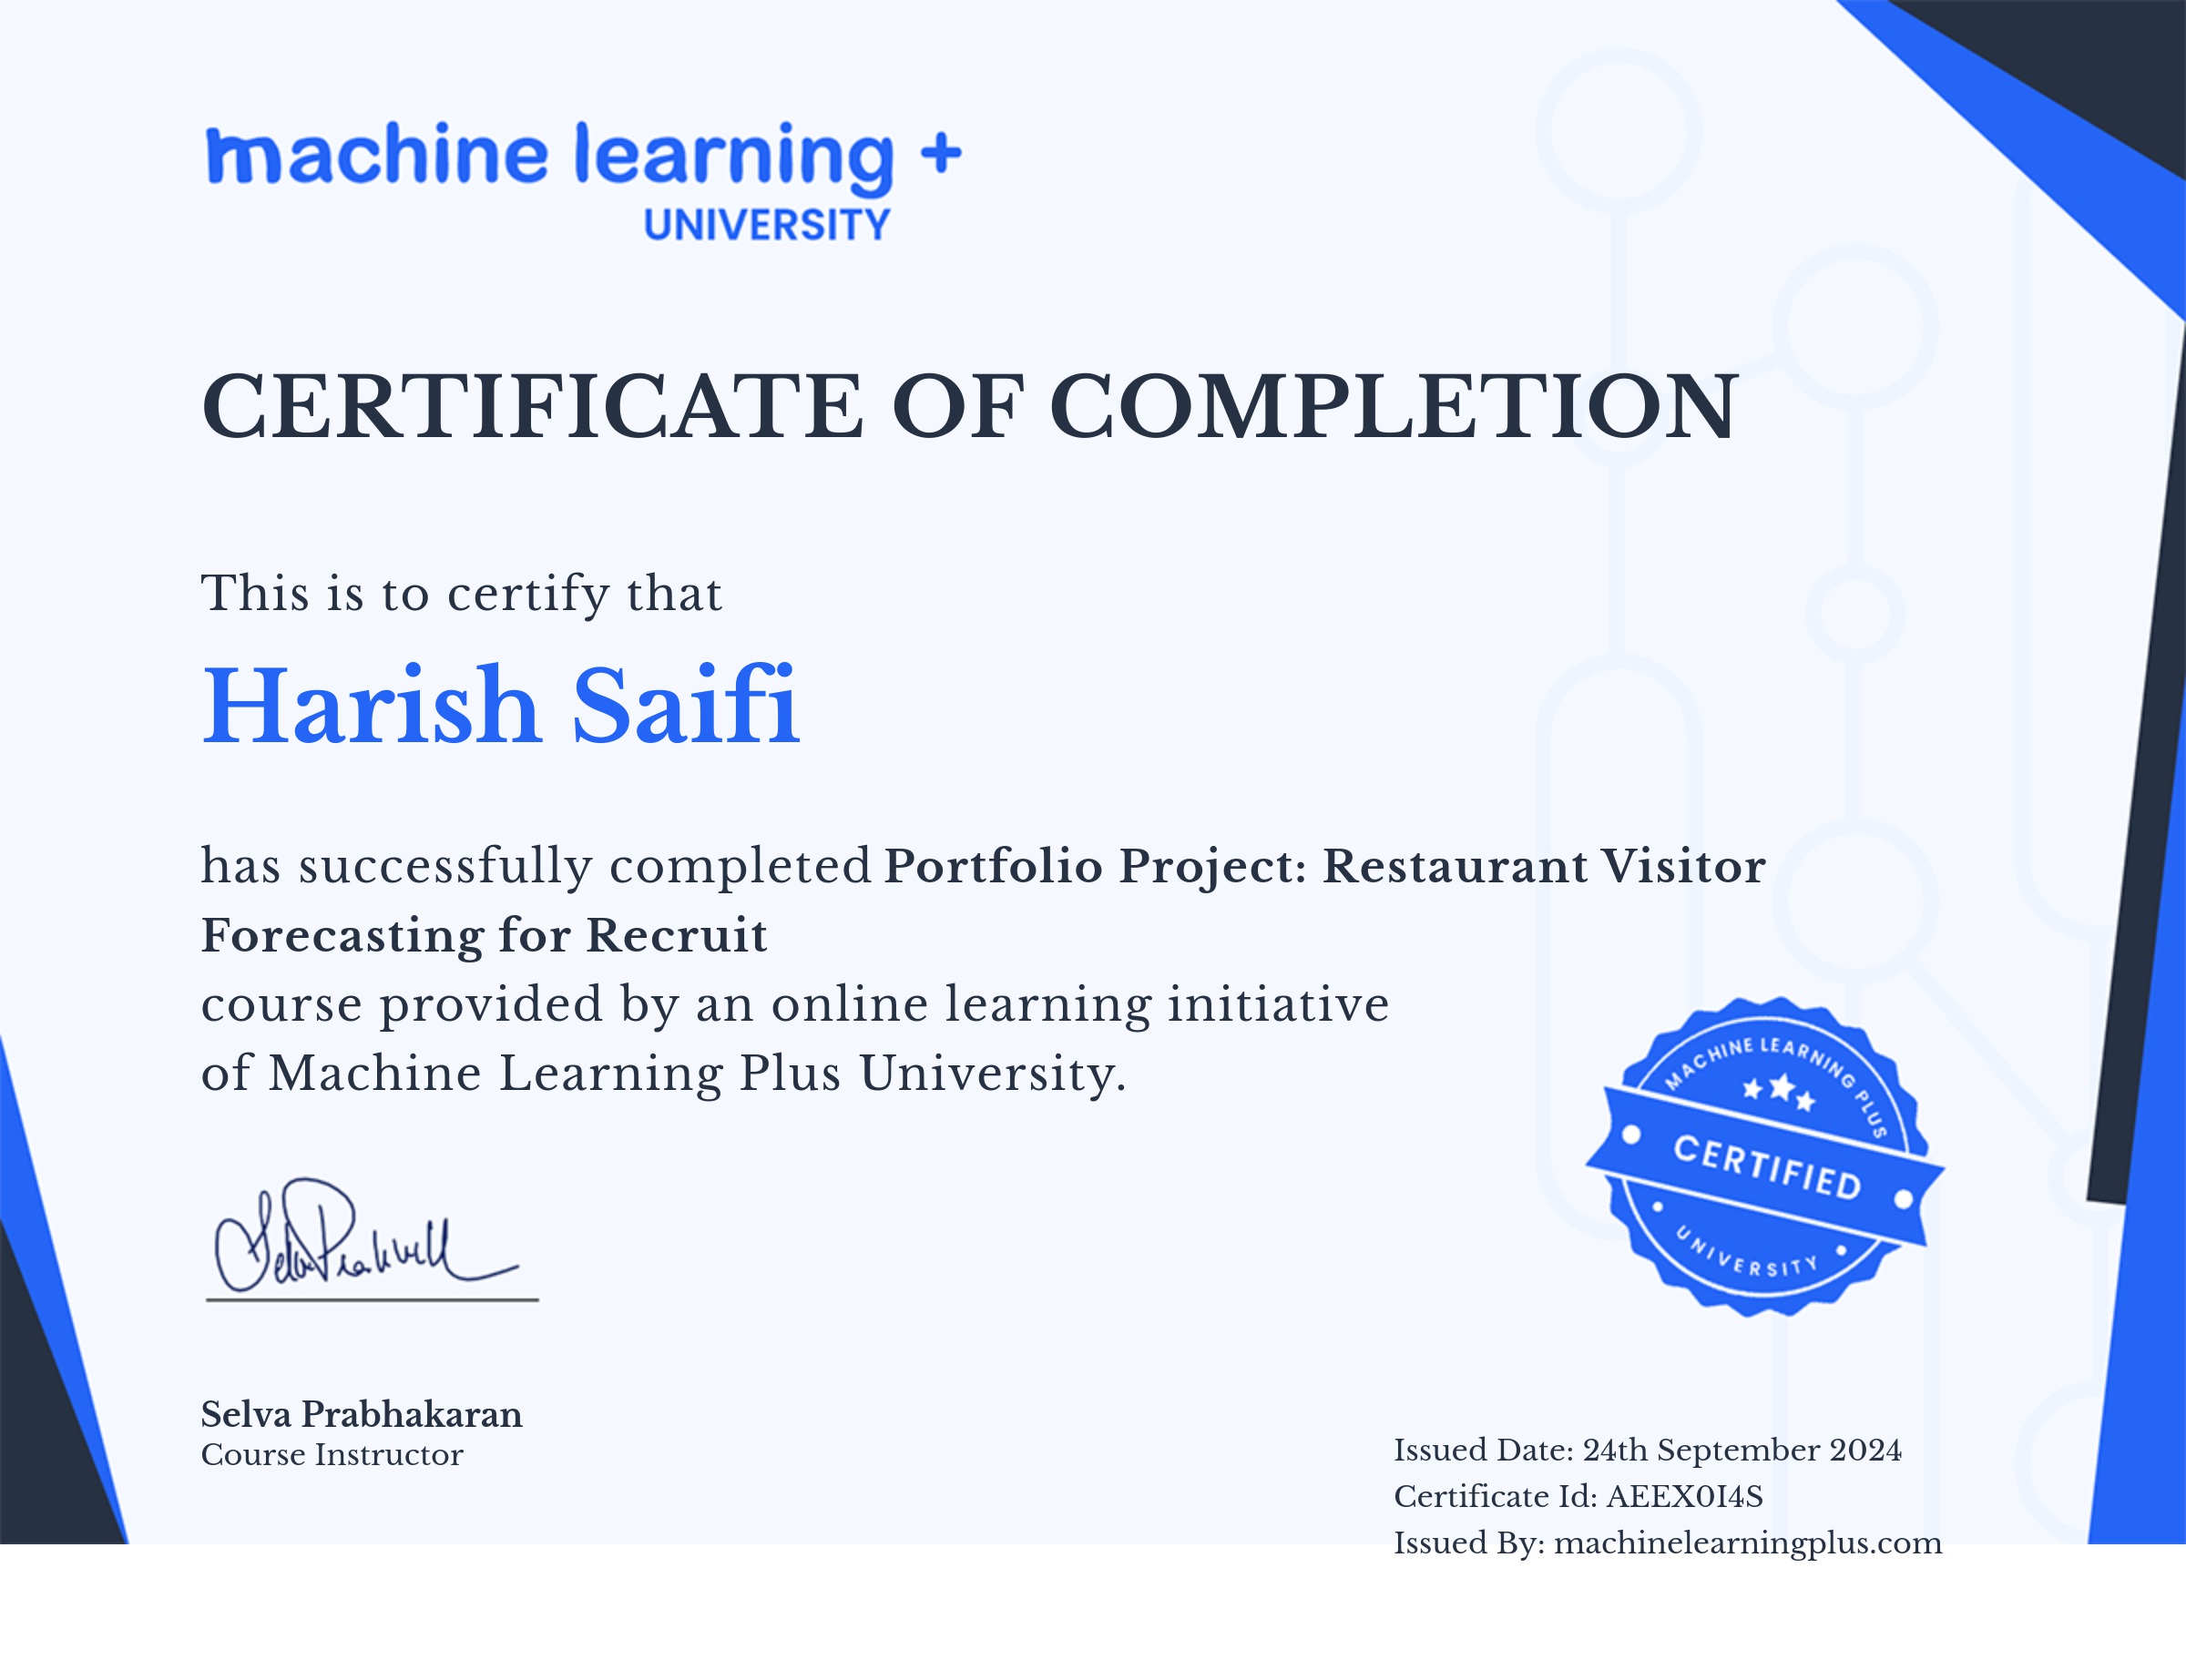 machine learning +
UNIVERSITY
CERTIFICATE OF COMPLETION
This is to certify that
Harish Saifi
has successfully completed Portfolio Project: Restaurant Visitor
Forecasting for Recruit
course provided by an online learning initiative
of Machine Learning Plus University.
MACHINE LEARNING PLUS
CERTIFIED
UNIVERSITY
Selva Prabhakaran
Course Instructor
Issued Date: 24th September 2024
Certificate Id: AEEX0I4S
Issued By: machinelearningplus.com